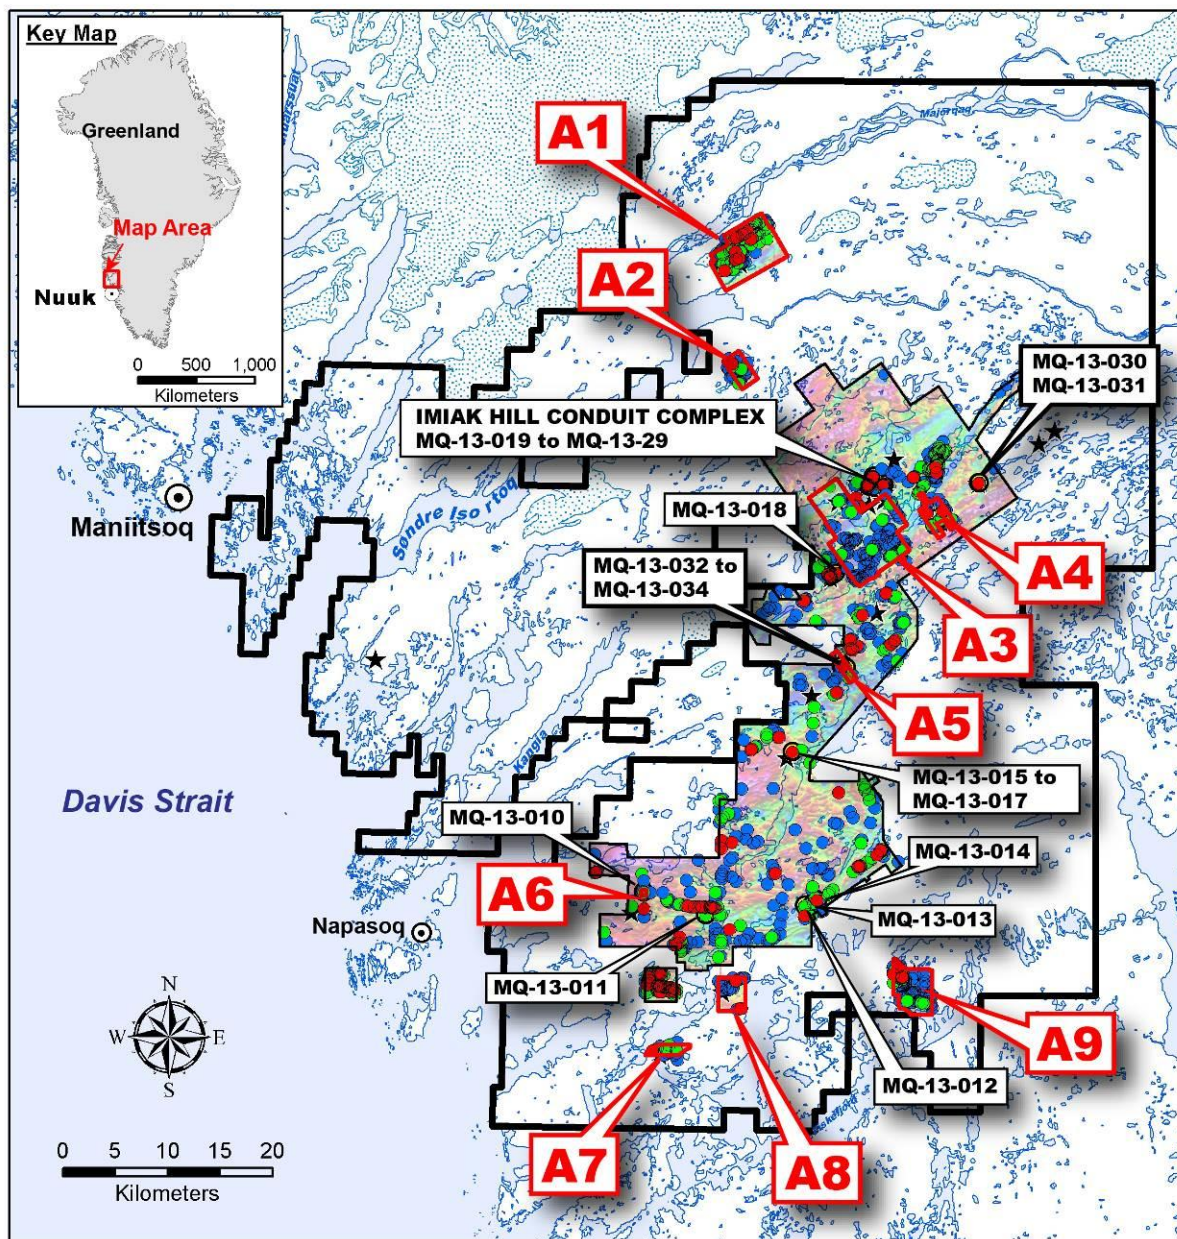 Key Map
Greenland
Map Area
Nuuk
0 500 1,000
Kilometers
Majorqaq
A1
A2
MQ-13-030
MQ-13-031
IMIAK HILL CONDUIT COMPLEX
MQ-13-019 to MQ-13-29
Maniitsoq
Sondre Isortoq
MQ-13-018
A4
MQ-13-032 to
MQ-13-034
A3
A5
Kangia
MQ-13-015 to
MQ-13-017
Davis Strait
MQ-13-010
MQ-13-014
A6
MQ-13-013
Napasoq
MQ-13-011
N
W E
S
A9
MQ-13-012
A7
A8
0 5 10 15 20
Kilometers